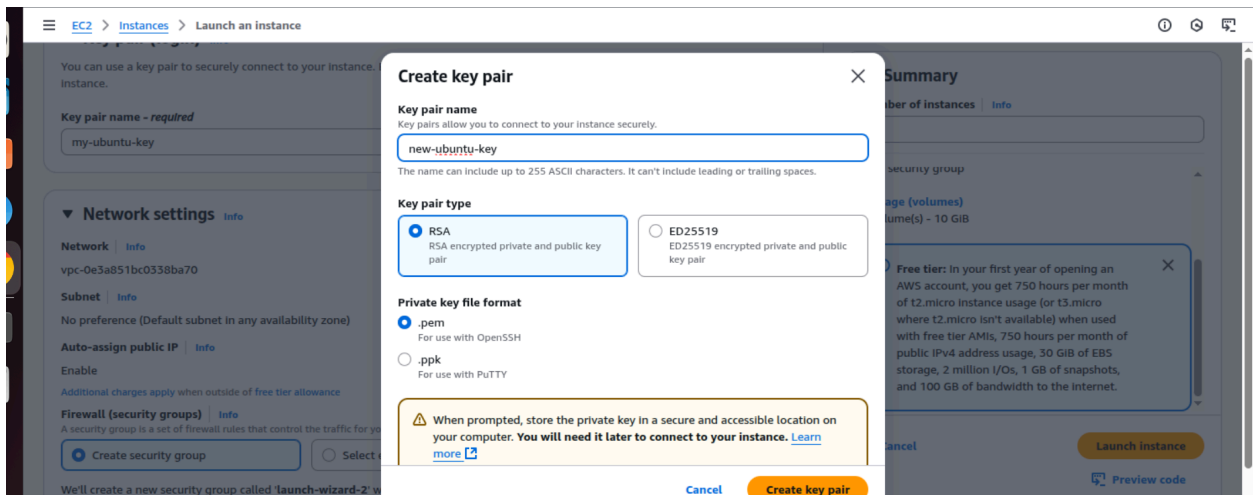 EC2 > Instances > Launch an instance
You can use a key pair to securely connect to your instance.
instance.
Key pair name - required
my-ubuntu-key
Network settings Info
Network Info
vpc-0e3a851bc0338ba70
Subnet Info
No preference (Default subnet in any availability zone)
Auto-assign public IP Info
Enable
Additional charges apply when outside of free tier allowance
Firewall (security groups) Info
A security group is a set of firewall rules that control the traffic for
Create security group
Select
We'll create a new security group called 'launch-wizard-2'
Create key pair
Key pair name
Key pairs allow you to connect to your instance securely.
new-ubuntu-key
The name can include up to 255 ASCII characters. It can't include leading or trailing spaces.
Key pair type
RSA
RSA encrypted private and public key
pair
ED25519
ED25519 encrypted private and public
key pair
Private key file format
.pem
For use with OpenSSH
.ppk
For use with PuTTY
When prompted, store the private key in a secure and accessible location on
your computer. You will need it later to connect to your instance. Learn
more
Cancel
Create key pair
Summary
of instances Info
security group
(volumes)
- 10 GiB
Free tier: In your first year of opening an
AWS account, you get 750 hours per month
of t2.micro instance usage (or t3.micro
where t2.micro isn't available) when used
with free tier AMIs, 750 hours per month of
public IPv4 address usage, 30 GiB of EBS
storage, 2 million I/Os, 1 GB of snapshots,
and 100 GB of bandwidth to the internet.
Cancel
Launch instance
Preview code